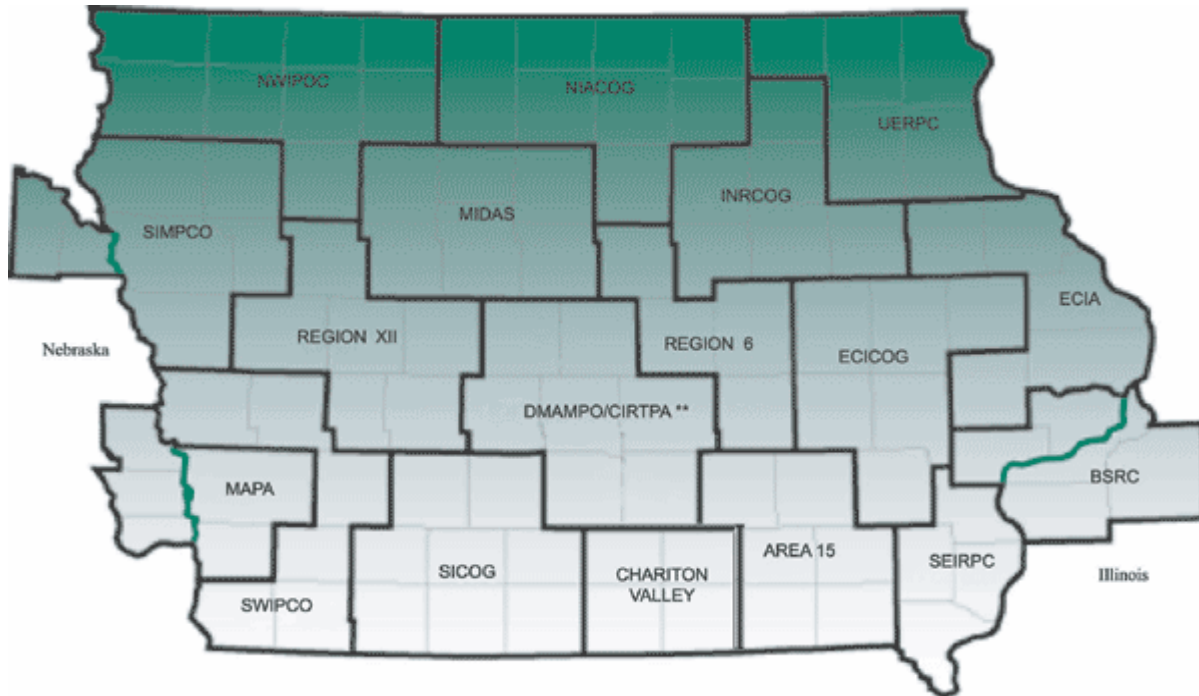 NWIPOC
NIACOG
UERPC
INRCOG
MIDAS
SIMPCO
ECIA
REGION XII
REGION 6
Nebraska
ECICOG
DMAMPO/CIRTPA **
BSRC
MAPA
AREA 15
SEIRPC
SICOG
CHARITON
VALLEY
Illinois
SWIPCO